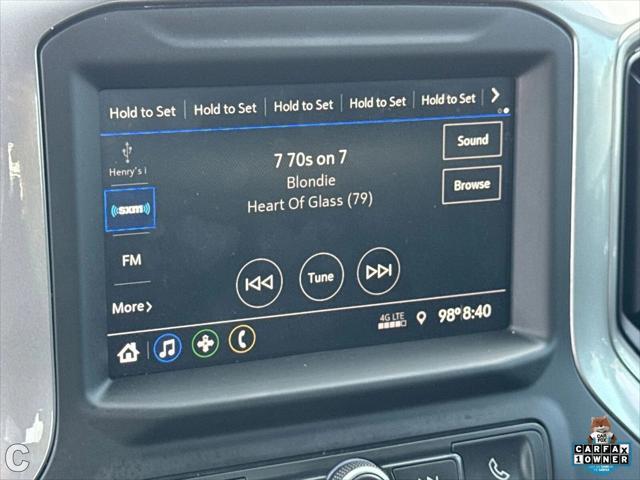 Hold to Set Hold to Set Hold to Set Hold to Set Hold to Set >
Henry's i
7 70s on 7
Sound
Blondie
Browse
((SXM))
Heart Of Glass (79)
FM
Tune
More >
4G LTE 98° 8:40
C
CARFAX
1 OWNER